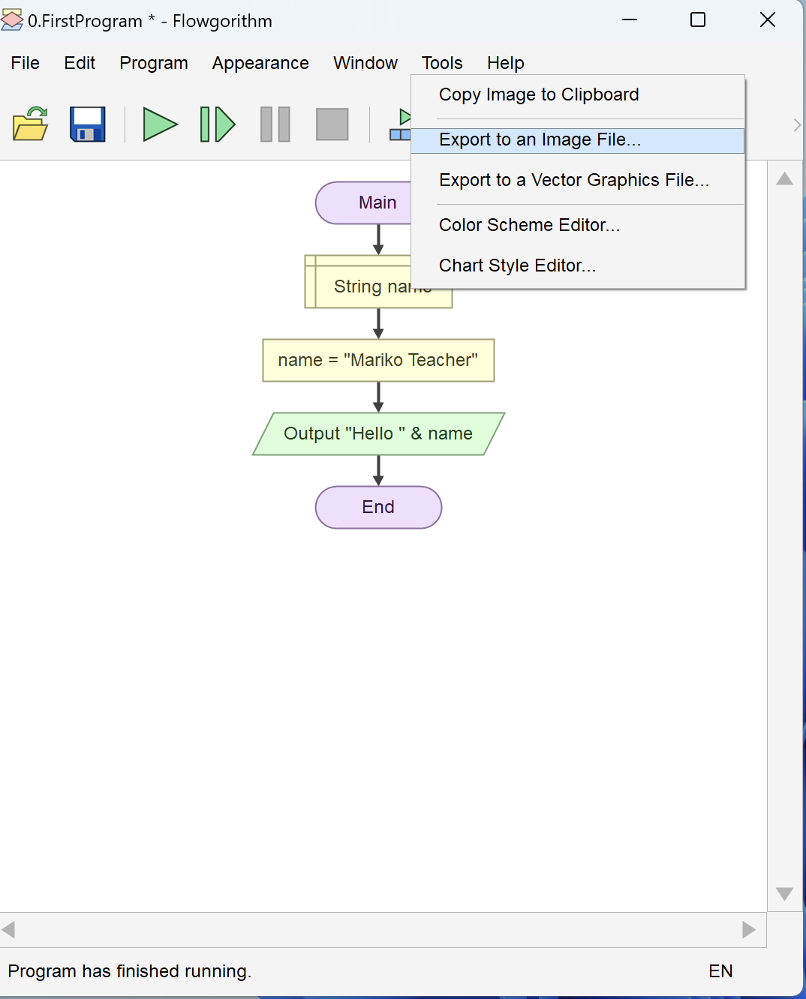 0.FirstProgram * - Flowgorithm
File Edit Program Appearance Window Tools Help
Copy Image to Clipboard
Export to an Image File...
Export to a Vector Graphics File...
Color Scheme Editor...
Chart Style Editor...
Main
String name
name = "Mariko Teacher"
Output "Hello " & name
End
Program has finished running.
EN